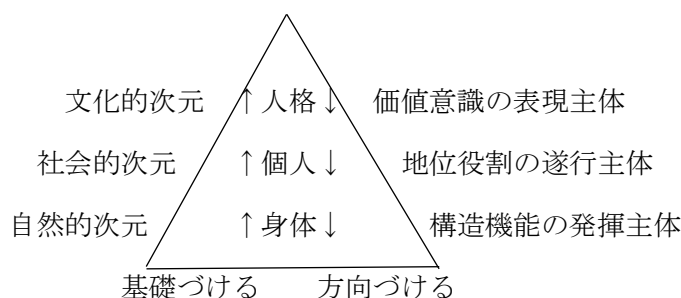 文化的次元 ↑人格↓ 価値意識の表現主体
社会的次元 ↑個人↓ 地位役割の遂行主体
自然的次元 ↑身体↓ 構造機能の発揮主体
基礎づける 方向づける